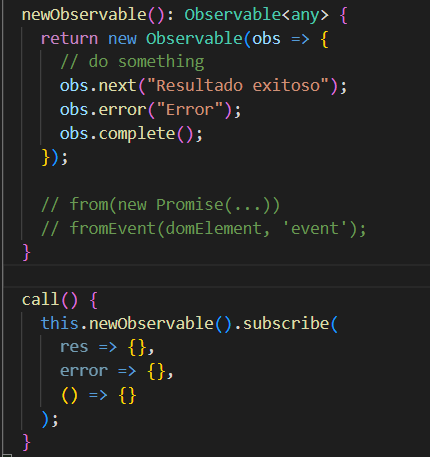 newObservable(): Observable<any> {
  return new Observable(obs => {
    // do something
    obs.next("Resultado exitoso");
    obs.error("Error");
    obs.complete();
  });

  // from(new Promise(...))
  // fromEvent(domElement, 'event');
}

call() {
  this.newObservable().subscribe(
    res => {},
    error => {},
    () => {}
  );
}